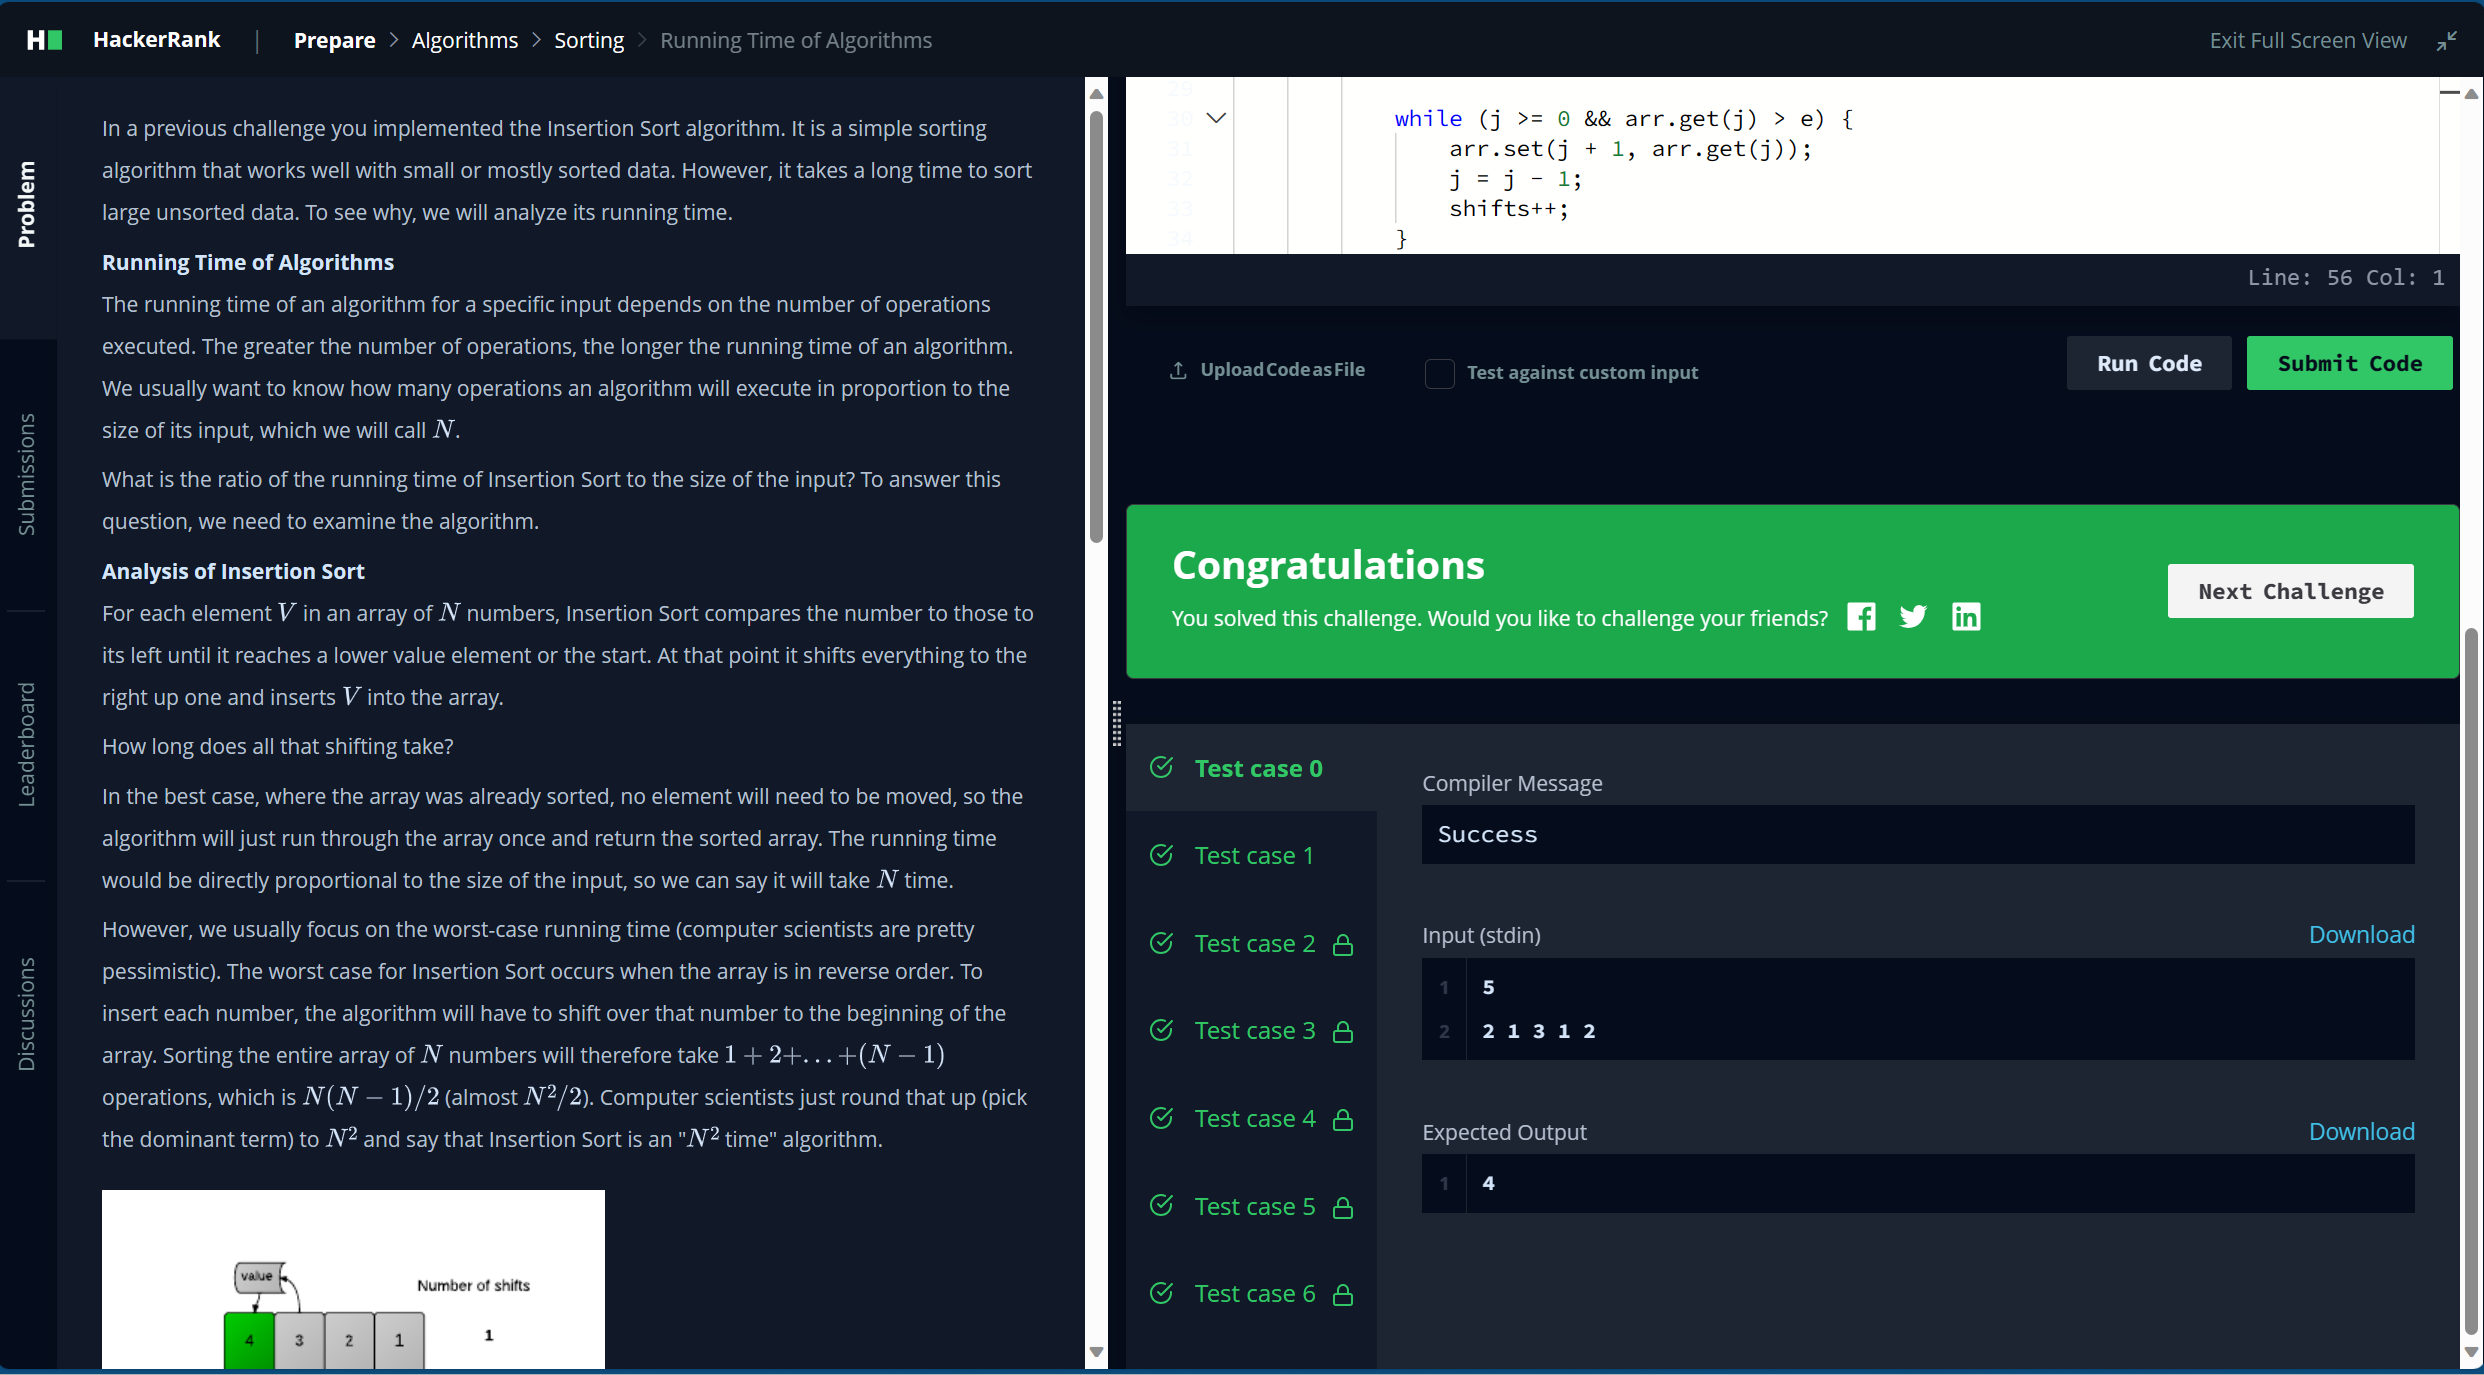 HackerRank | Prepare > Algorithms > Sorting > Running Time of Algorithms
Exit Full Screen View
Problem
Submissions
Leaderboard
Discussions
In a previous challenge you implemented the Insertion Sort algorithm. It is a simple sorting
algorithm that works well with small or mostly sorted data. However, it takes a long time to sort
large unsorted data. To see why, we will analyze its running time.
Running Time of Algorithms
The running time of an algorithm for a specific input depends on the number of operations
executed. The greater the number of operations, the longer the running time of an algorithm.
We usually want to know how many operations an algorithm will execute in proportion to the
size of its input, which we will call N.
What is the ratio of the running time of Insertion Sort to the size of the input? To answer this
question, we need to examine the algorithm.
Analysis of Insertion Sort
For each element V in an array of N numbers, Insertion Sort compares the number to those to
its left until it reaches a lower value element or the start. At that point it shifts everything to the
right up one and inserts V into the array.
How long does all that shifting take?
In the best case, where the array was already sorted, no element will need to be moved, so the
algorithm will just run through the array once and return the sorted array. The running time
would be directly proportional to the size of the input, so we can say it will take N time.
However, we usually focus on the worst-case running time (computer scientists are pretty
pessimistic). The worst case for Insertion Sort occurs when the array is in reverse order. To
insert each number, the algorithm will have to shift over that number to the beginning of the
array. Sorting the entire array of N numbers will therefore take 1 + 2+...+(N − 1)
operations, which is N(N − 1)/2 (almost N²/2). Computer scientists just round that up (pick
the dominant term) to N² and say that Insertion Sort is an "N² time" algorithm.
value
Number of shifts
4 3 2 1 1
29
30 while (j >= 0 && arr.get(j) > e) {
31 arr.set(j + 1, arr.get(j));
32 j = j - 1;
33 shifts++;
34 }
Line: 56 Col: 1
Upload Code as File
Test against custom input
Run Code
Submit Code
Congratulations
You solved this challenge. Would you like to challenge your friends?
Next Challenge
Test case 0
Test case 1
Test case 2
Test case 3
Test case 4
Test case 5
Test case 6
Compiler Message
Success
Input (stdin)
Download
1 5
2 2 1 3 1 2
Expected Output
Download
1 4